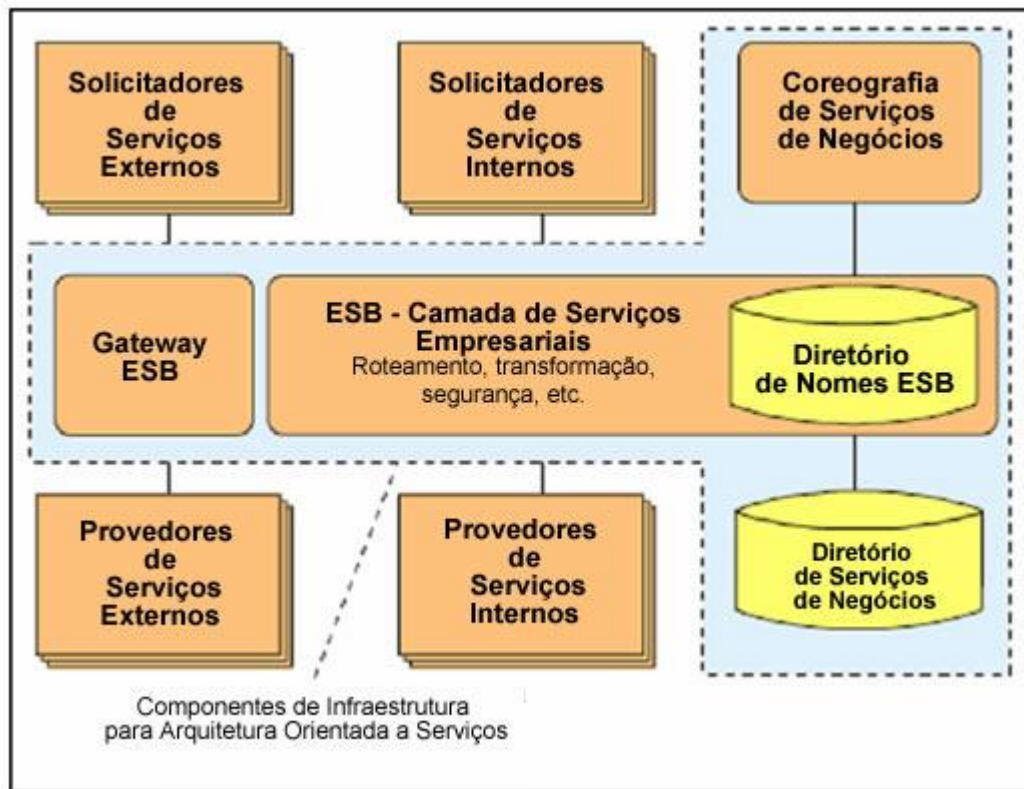 Solicitadores
de
Serviços
Externos
Solicitadores
de
Serviços
Internos
Coreografia
de Serviços
de Negócios
Gateway
ESB
ESB - Camada de Serviços
Empresariais
Roteamento, transformação,
segurança, etc.
Diretório
de Nomes ESB
Provedores
de
Serviços
Externos
Provedores
de
Serviços
Internos
Diretório
de Serviços
de Negócios
Componentes de Infraestrutura
para Arquitetura Orientada a Serviços